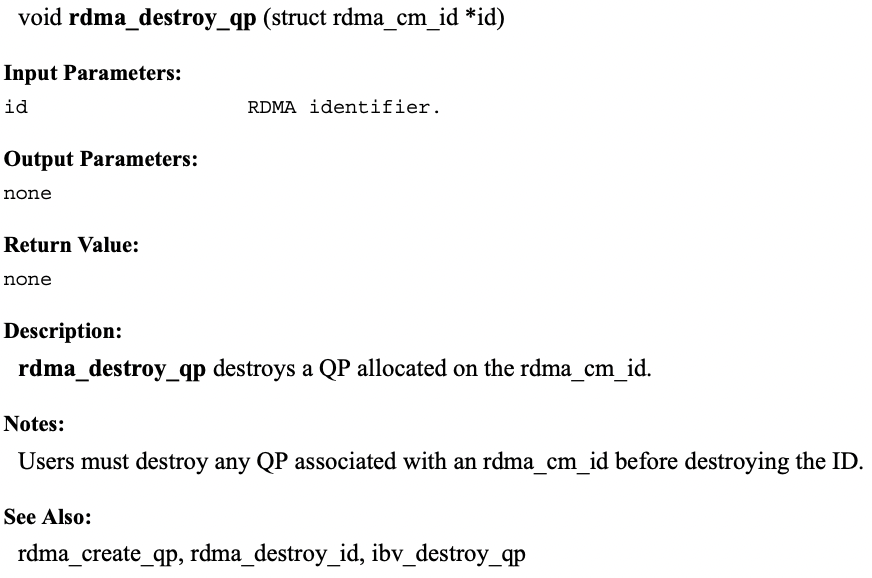 void rdma_destroy_qp (struct rdma_cm_id *id)
Input Parameters:
id RDMA identifier.
Output Parameters:
none
Return Value:
none
Description:
rdma_destroy_qp destroys a QP allocated on the rdma_cm_id.
Notes:
Users must destroy any QP associated with an rdma_cm_id before destroying the ID.
See Also:
rdma_create_qp, rdma_destroy_id, ibv_destroy_qp